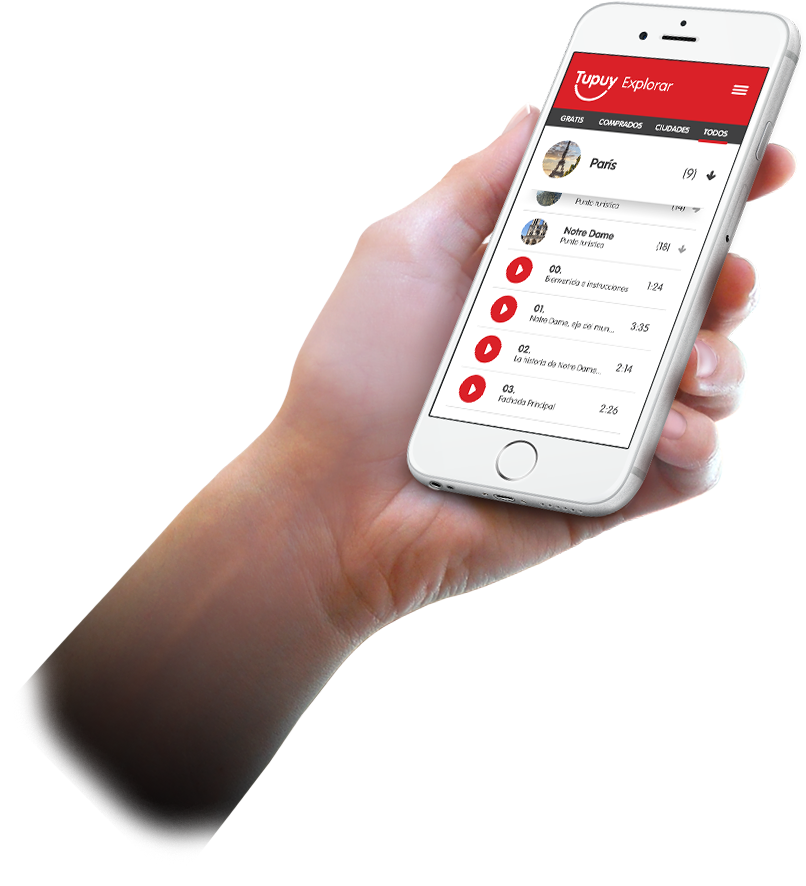 Tupuy Explorar
GRATIS COMPRADOS CIUDADES TODOS
París (9)
Punto turístico (14)
Notre Dame
Punto turística (18)
00.
Bienvenida e instrucciones 1:24
01.
Notre Dame, eje del mun... 3:35
02.
La historia de Notre Dame... 2:14
03.
Fachada Principal 2:26